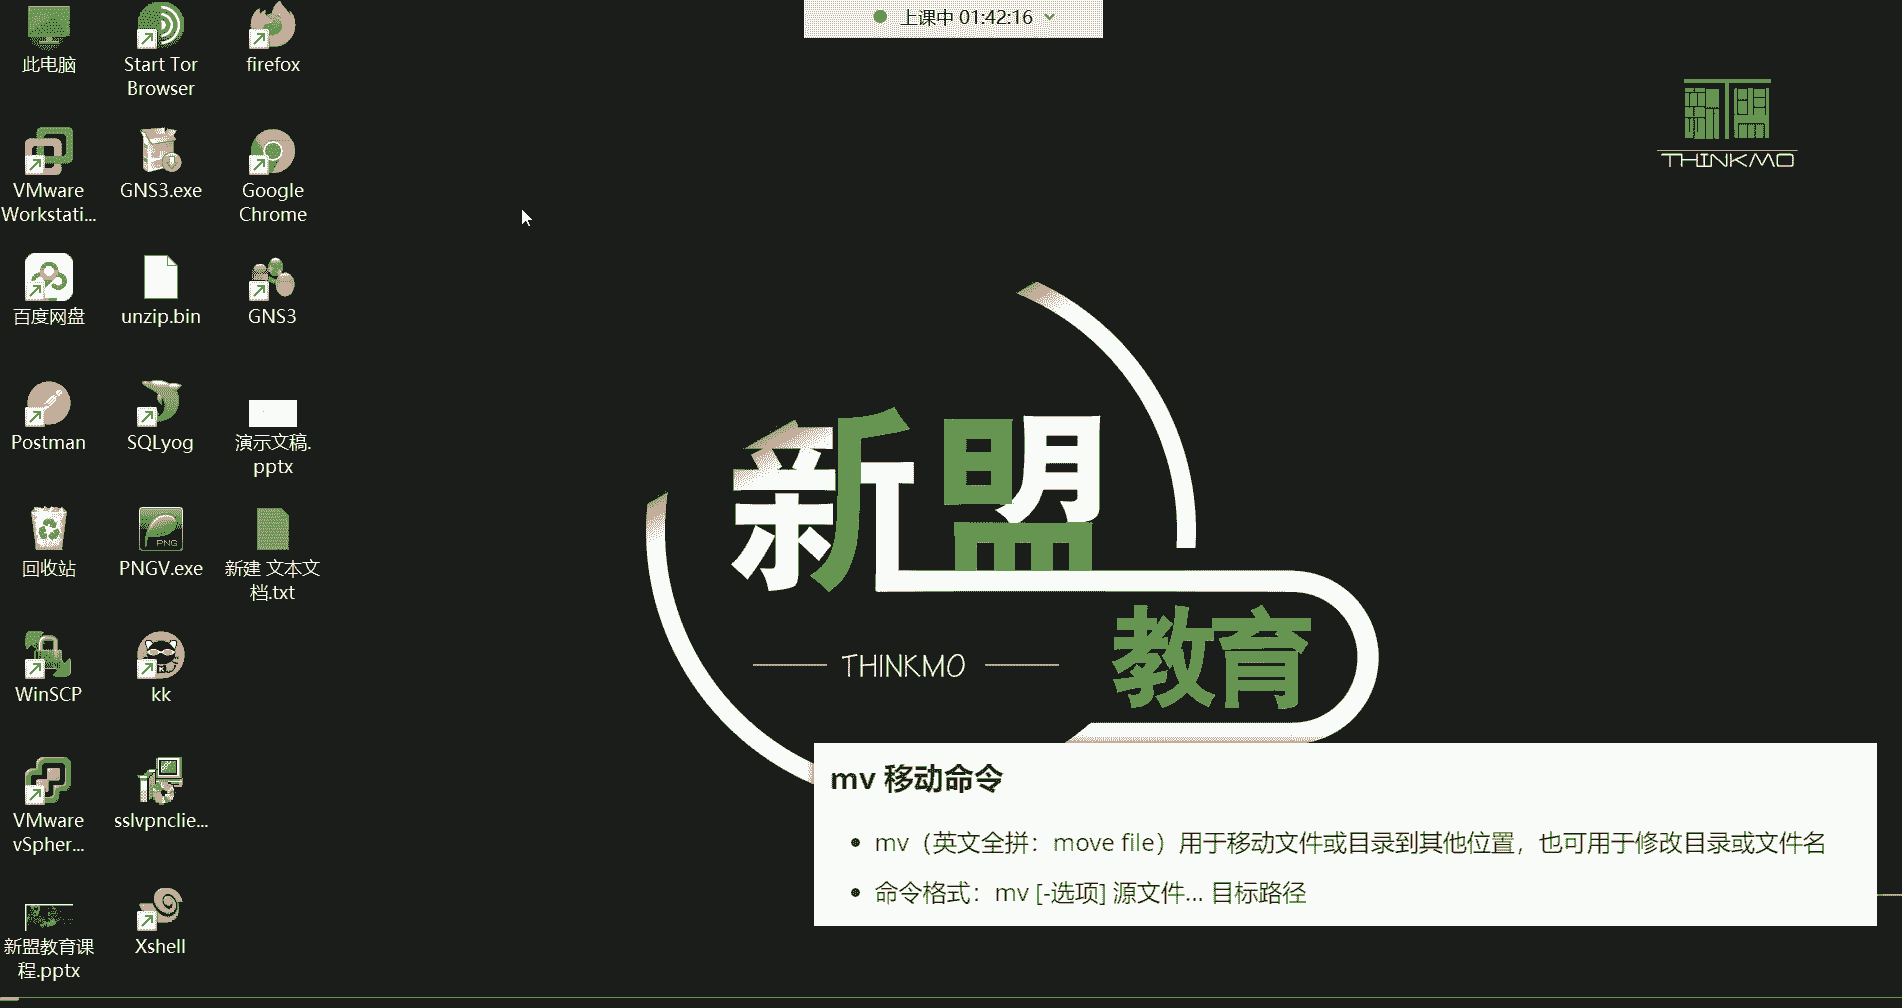 上课中 01:42:16
此电脑
Start Tor
Browser
firefox
THINKMO
VMware
Workstati...
GNS3.exe
Google
Chrome
百度网盘
unzip.bin
GNS3
Postman
SQLyog
演示文稿.
pptx
新盟
回收站
PNG
PNGV.exe
新建 文本文
档.txt
教育
THINKMO
WinSCP
kk
VMware
vSpher...
sslvpnclie...
新盟教育课
程.pptx
Xshell
mv 移动命令
mv（英文全拼：move file）用于移动文件或目录到其他位置，也可用于修改目录或文件名
命令格式：mv [-选项] 源文件... 目标路径